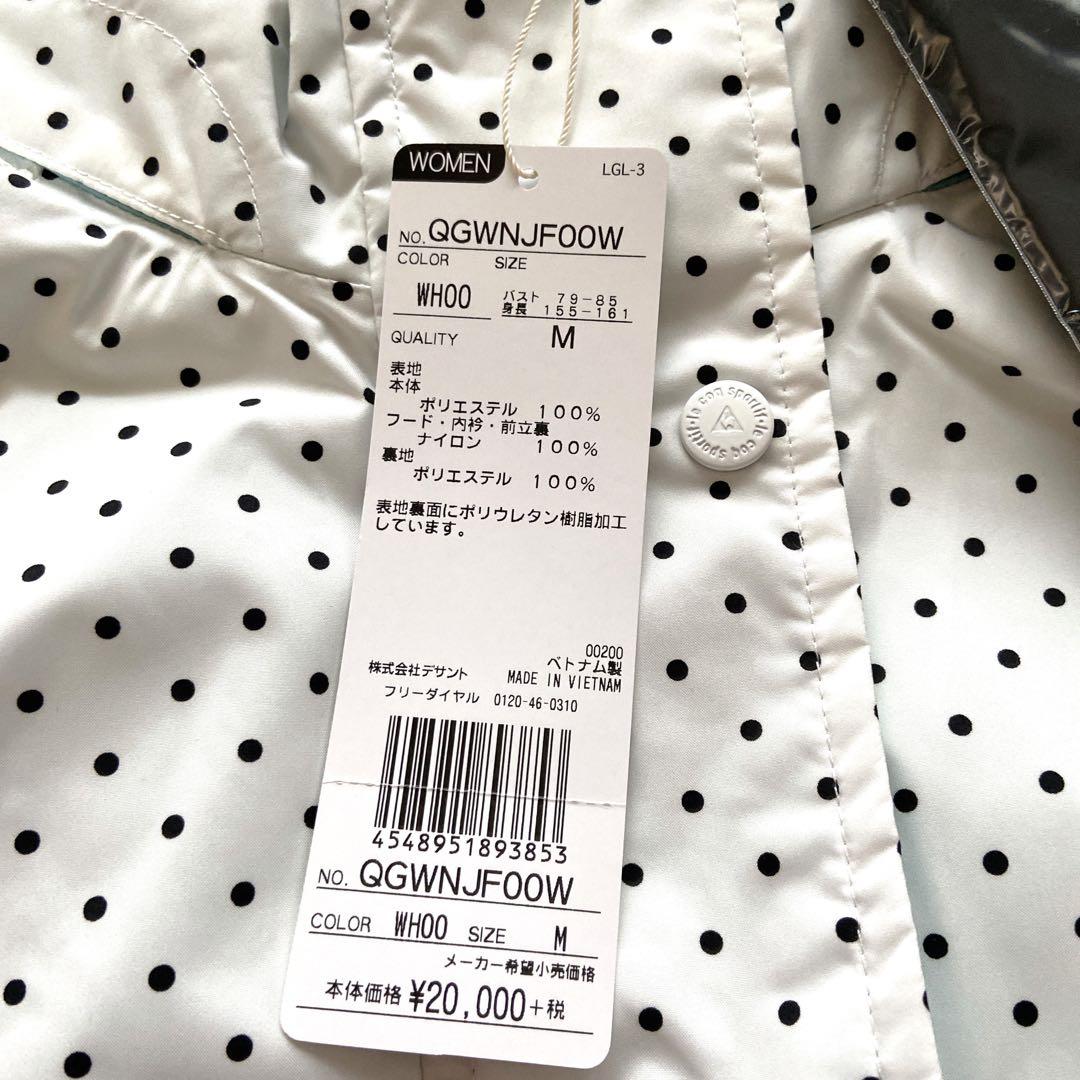 WOMEN
LGL-3
NO. QGWNJF00W
COLOR SIZE
WH00
バスト 79-85
身長 155-161
QUALITY M
表地
本体
ポリエステル 100%
フード・内衿・前立裏
ナイロン 100%
裏地
ポリエステル 100%
表地裏面にポリウレタン樹脂加工
しています。
00200
ベトナム製
株式会社デサント MADE IN VIETNAM
フリーダイヤル 0120-46-0310
4548951893853
NO. QGWNJF00W
COLOR WH00 SIZE M
メーカー希望小売価格
本体価格 ¥20,000+税
le coq sportif・le coq sportif・